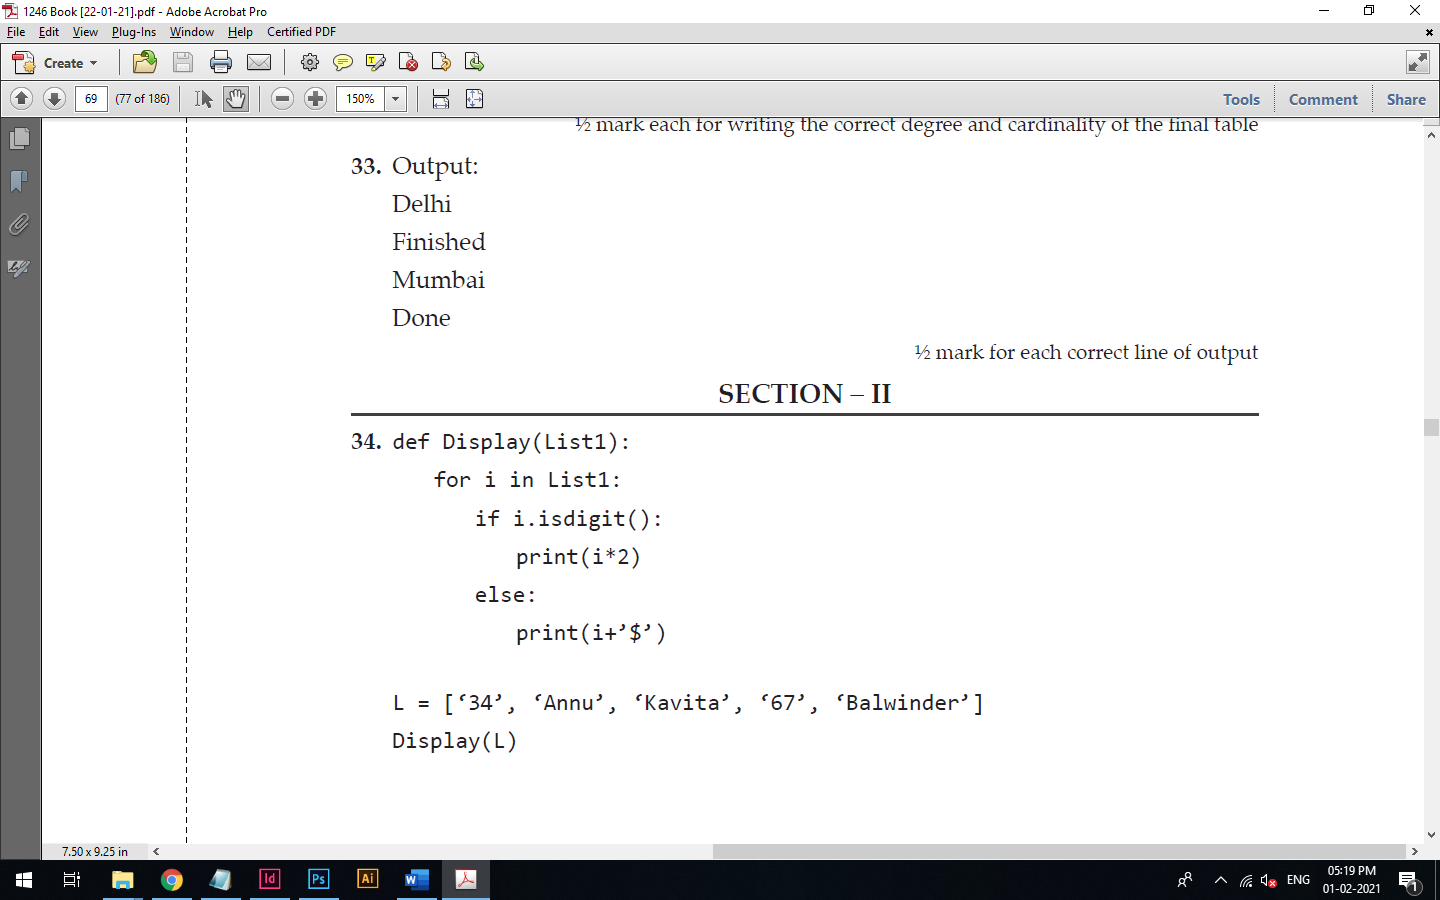 1246 Book [22-01-21].pdf - Adobe Acrobat Pro
File Edit View Plug-Ins Window Help Certified PDF
Create
69 (77 of 186) 150% Tools Comment Share
½ mark each for writing the correct degree and cardinality of the final table
33. Output:
Delhi
Finished
Mumbai
Done
½ mark for each correct line of output
SECTION – II
34. def Display(List1):
for i in List1:
if i.isdigit():
print(i*2)
else:
print(i+’$’)
L = [‘34’, ‘Annu’, ‘Kavita’, ‘67’, ‘Balwinder’]
Display(L)
7.50 x 9.25 in
Id Ps Ai W ENG 05:19 PM
01-02-2021
1